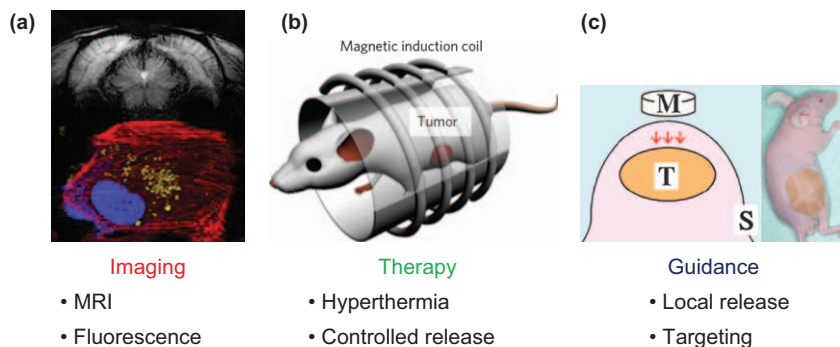 (a)
(b)
(c)
Magnetic induction coil
Tumor
M
T
S
Imaging
• MRI
• Fluorescence
Therapy
• Hyperthermia
• Controlled release
Guidance
• Local release
• Targeting